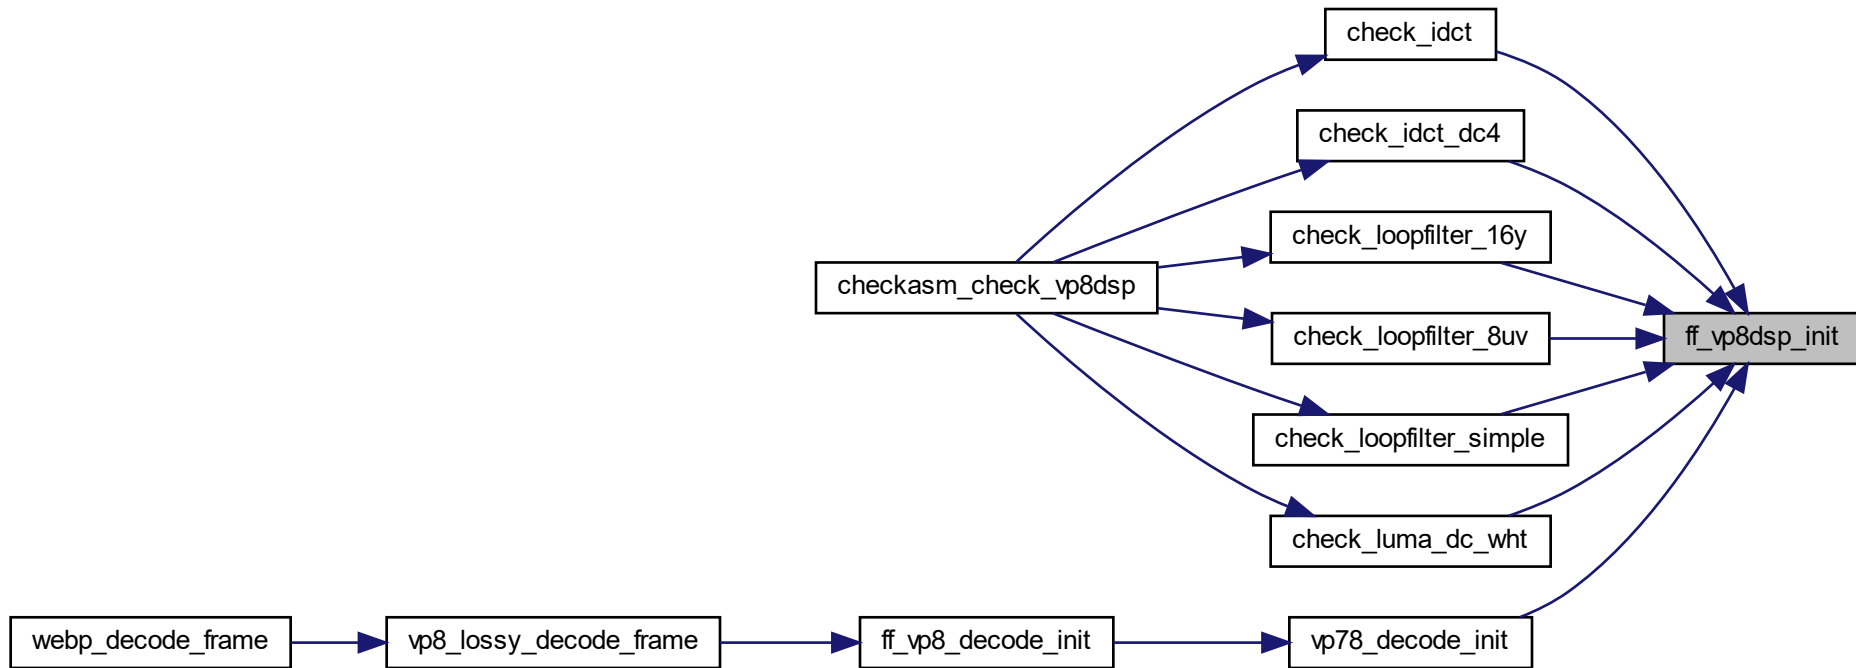 check_idct
check_idct_dc4
check_loopfilter_16y
checkasm_check_vp8dsp
check_loopfilter_8uv
ff_vp8dsp_init
check_loopfilter_simple
check_luma_dc_wht
webp_decode_frame
vp8_lossy_decode_frame
ff_vp8_decode_init
vp78_decode_init